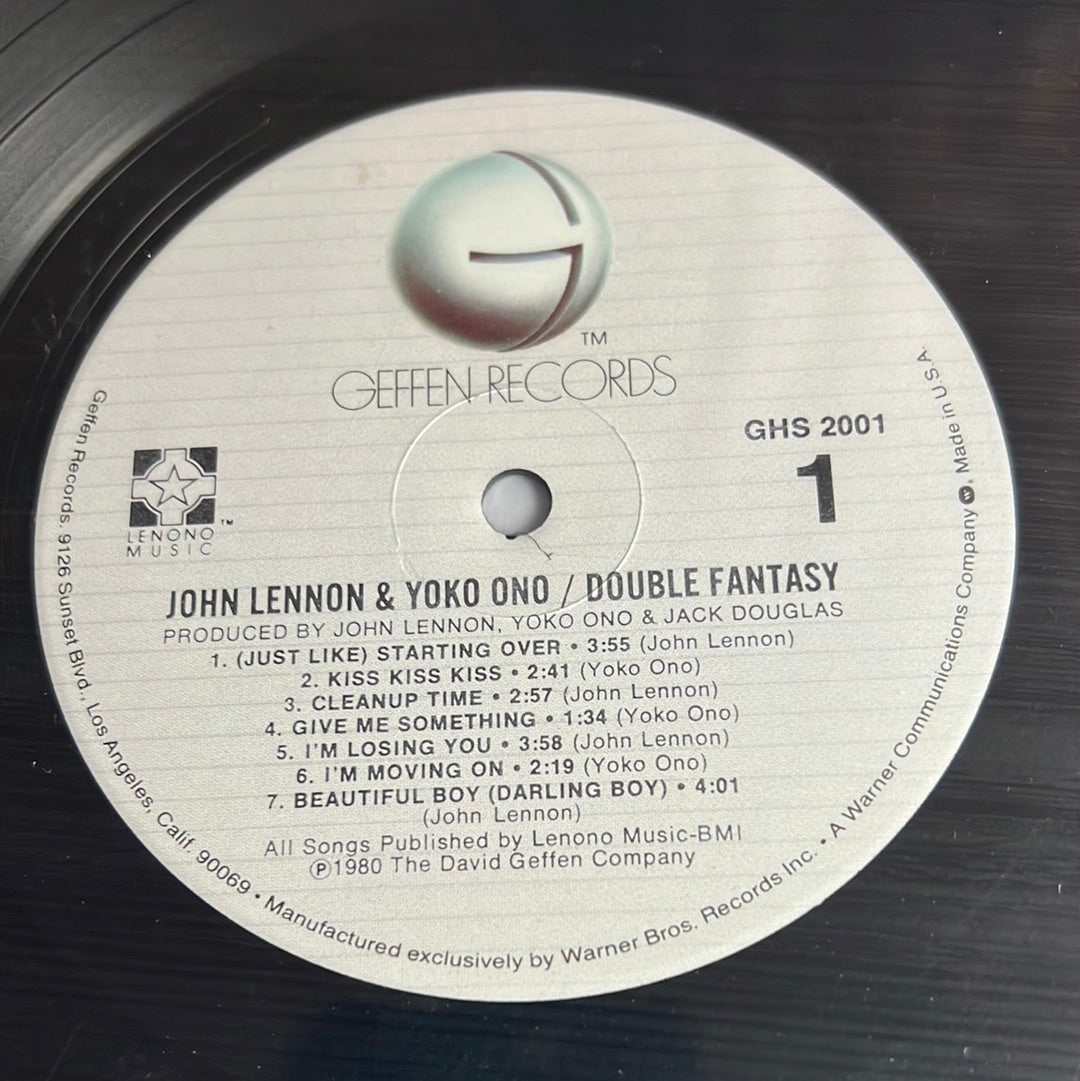 TM
GEFFEN RECORDS
GHS 2001
1
LENONO™
MUSIC
JOHN LENNON & YOKO ONO / DOUBLE FANTASY
PRODUCED BY JOHN LENNON, YOKO ONO & JACK DOUGLAS
1. (JUST LIKE) STARTING OVER • 3:55 (John Lennon)
2. KISS KISS KISS • 2:41 (Yoko Ono)
3. CLEANUP TIME • 2:57 (John Lennon)
4. GIVE ME SOMETHING • 1:34 (Yoko Ono)
5. I'M LOSING YOU • 3:58 (John Lennon)
6. I'M MOVING ON • 2:19 (Yoko Ono)
7. BEAUTIFUL BOY (DARLING BOY) • 4:01
(John Lennon)
All Songs Published by Lenono Music-BMI
℗1980 The David Geffen Company
Geffen Records, 9126 Sunset Blvd., Los Angeles, Calif. 90069 • Manufactured exclusively by Warner Bros. Records Inc. • A Warner Communications Company W, Made in U.S.A.